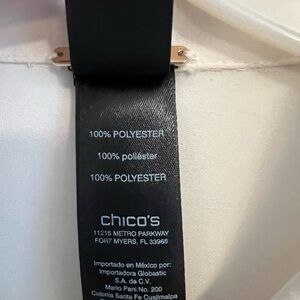 100% POLYESTER
100% poliéster
100% POLYESTER
chico's
11215 METRO PARKWAY
FORT MYERS, FL 33966
Importado en México por:
Importadora Globastic
S.A. de C.V.
Mario Pani No. 200
Colonia Santa Fe Cuajimalpa